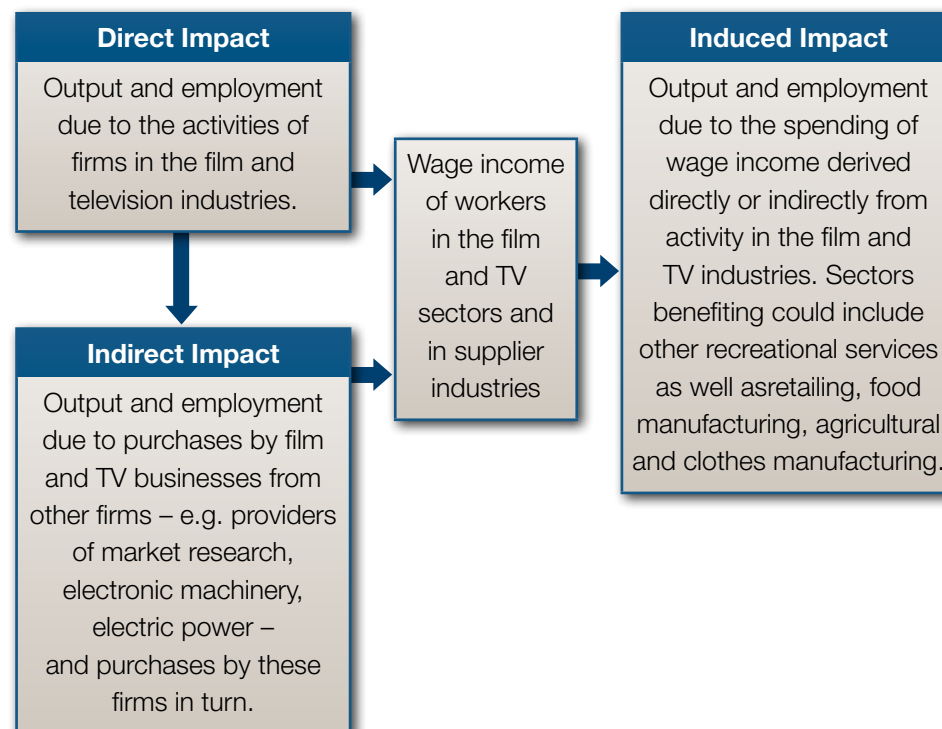 Direct Impact
Output and employment
due to the activities of
firms in the film and
television industries.
Indirect Impact
Output and employment
due to purchases by film
and TV businesses from
other firms – e.g. providers
of market research,
electronic machinery,
electric power –
and purchases by these
firms in turn.
Wage income
of workers
in the film
and TV
sectors and
in supplier
industries
Induced Impact
Output and employment
due to the spending of
wage income derived
directly or indirectly from
activity in the film and
TV industries. Sectors
benefiting could include
other recreational services
as well asretailing, food
manufacturing, agricultural
and clothes manufacturing.